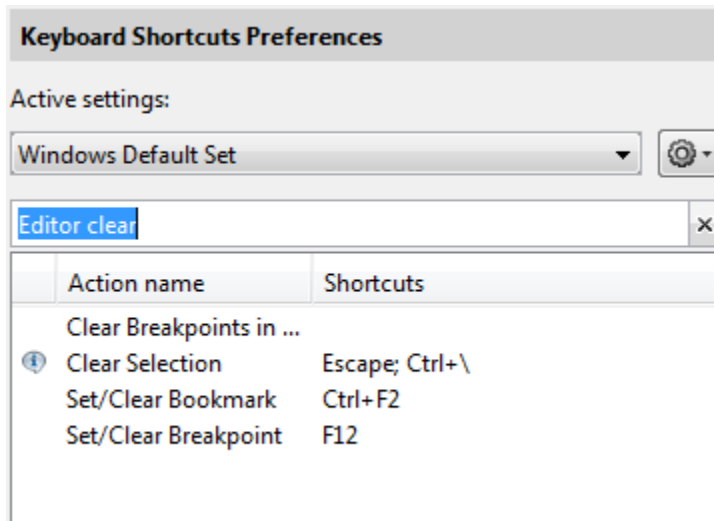 Keyboard Shortcuts Preferences
Active settings:
Windows Default Set
Editor clear
Action name Shortcuts
Clear Breakpoints in ...
Clear Selection Escape; Ctrl+\
Set/Clear Bookmark Ctrl+F2
Set/Clear Breakpoint F12